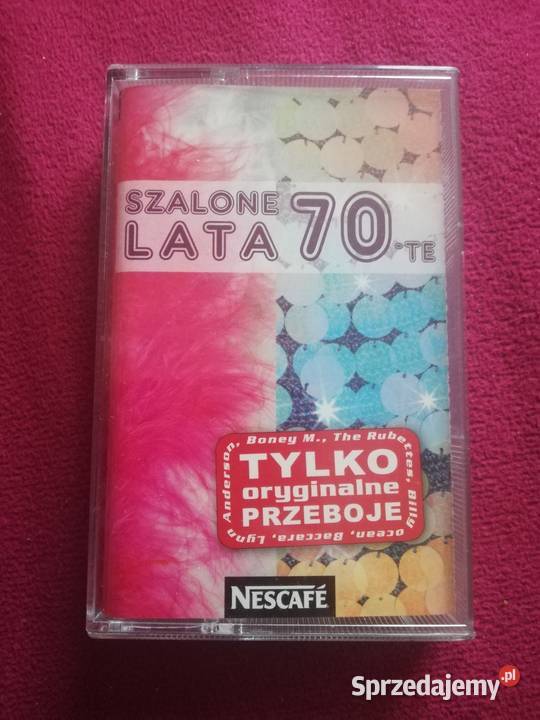 SZALONE
LATA 70-TE
Lynn Anderson, Boney M., The Rubettes, Billy ocean, Baccara,
TYLKO
oryginalne
PRZEBOJE
NESCAFÉ
Sprzedajemy.pl